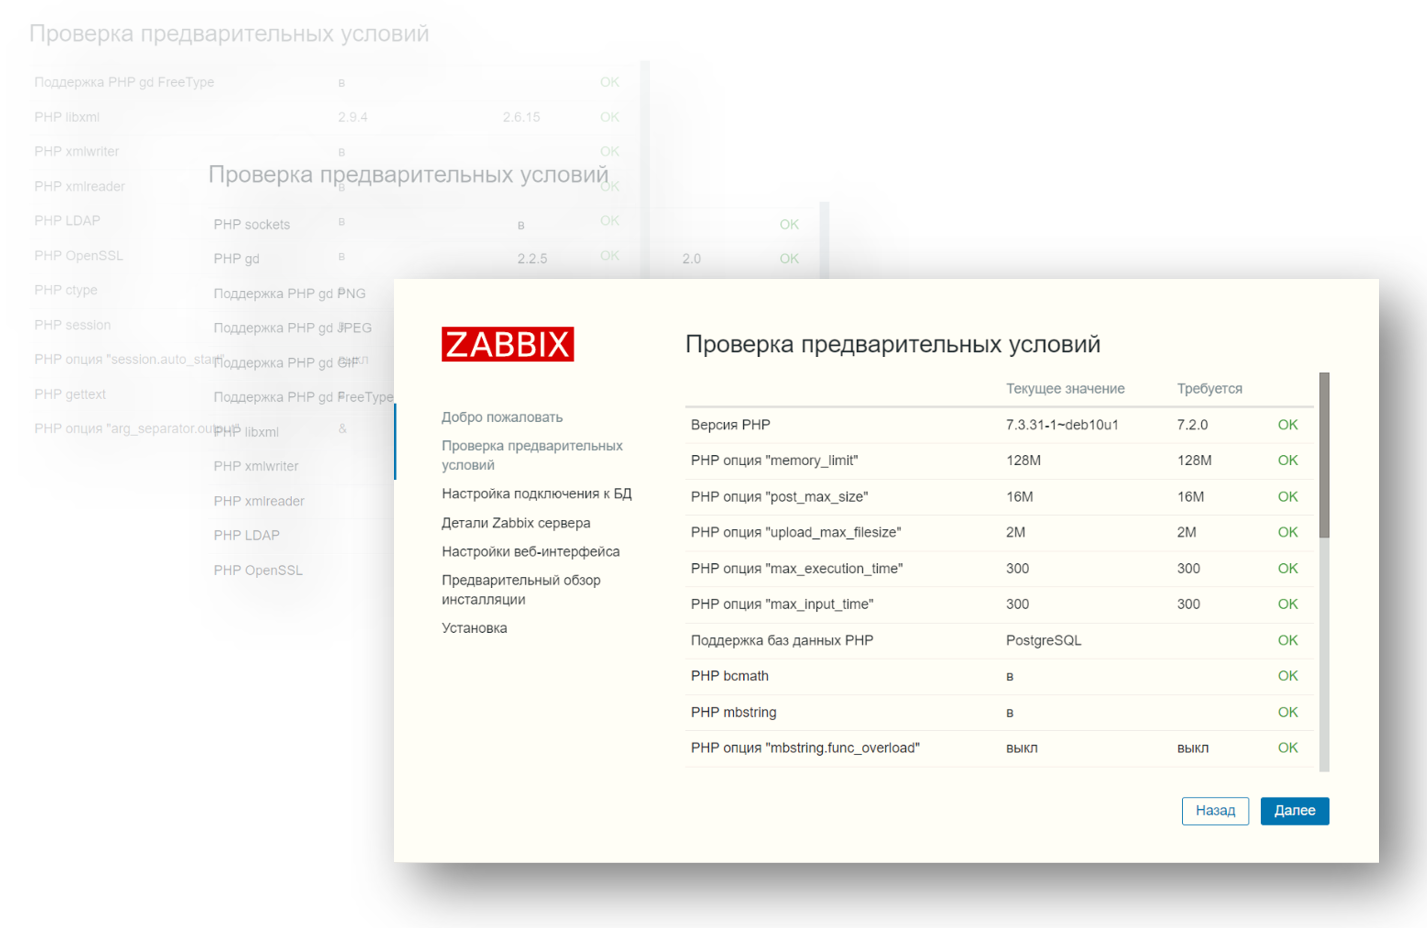 Проверка предварительных условий
Поддержка PHP gd FreeType в OK
PHP libxml 2.9.4 2.6.15 OK
PHP xmlwriter в OK
PHP xmlreader в OK
PHP LDAP в OK
PHP OpenSSL в OK
PHP ctype в
PHP session
PHP опция "session.auto_start" выкл
PHP gettext
PHP опция "arg_separator.output" &
Проверка предварительных условий
PHP sockets в OK
PHP gd 2.2.5 2.0 OK
Поддержка PHP gd PNG
Поддержка PHP gd JPEG
Поддержка PHP gd GIF
Поддержка PHP gd FreeType
PHP libxml
PHP xmlwriter
PHP xmlreader
PHP LDAP
PHP OpenSSL
ZABBIX
Добро пожаловать
Проверка предварительных
условий
Настройка подключения к БД
Детали Zabbix сервера
Настройки веб-интерфейса
Предварительный обзор
инсталляции
Установка
Проверка предварительных условий
Текущее значение Требуется
Версия PHP 7.3.31-1~deb10u1 7.2.0 OK
PHP опция "memory_limit" 128M 128M OK
PHP опция "post_max_size" 16M 16M OK
PHP опция "upload_max_filesize" 2M 2M OK
PHP опция "max_execution_time" 300 300 OK
PHP опция "max_input_time" 300 300 OK
Поддержка баз данных PHP PostgreSQL OK
PHP bcmath в OK
PHP mbstring в OK
PHP опция "mbstring.func_overload" выкл выкл OK
Назад Далее